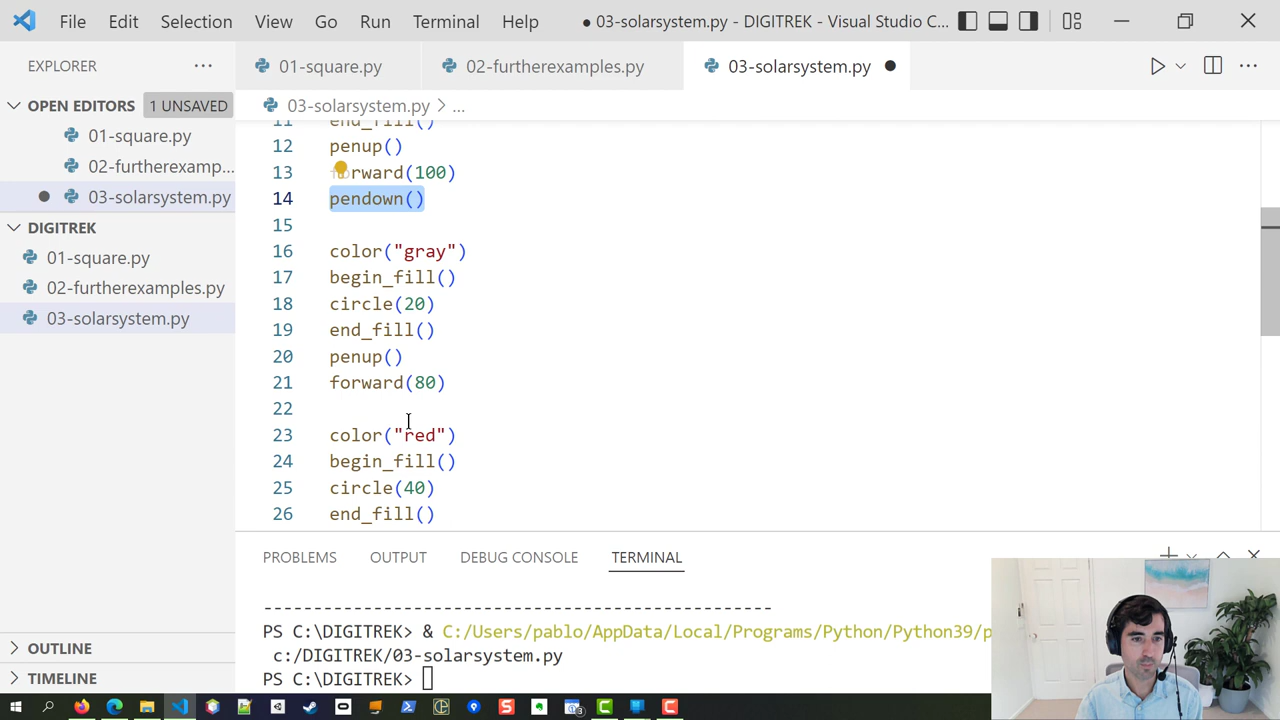 File Edit Selection View Go Run Terminal Help ● 03-solarsystem.py - DIGITREK - Visual Studio C...
EXPLORER ...
01-square.py 02-furtherexamples.py 03-solarsystem.py ●
OPEN EDITORS 1 UNSAVED
01-square.py
02-furtherexamp...
● 03-solarsystem.py
DIGITREK
01-square.py
02-furtherexamples.py
03-solarsystem.py
OUTLINE
TIMELINE
03-solarsystem.py > ...
11 end_fill()
12 penup()
13 forward(100)
14 pendown()
15
16 color("gray")
17 begin_fill()
18 circle(20)
19 end_fill()
20 penup()
21 forward(80)
22
23 color("red")
24 begin_fill()
25 circle(40)
26 end_fill()
PROBLEMS OUTPUT DEBUG CONSOLE TERMINAL
--------------------------------------------------
PS C:\DIGITREK> & C:/Users/pablo/AppData/Local/Programs/Python/Python39/p
c:/DIGITREK/03-solarsystem.py
PS C:\DIGITREK>